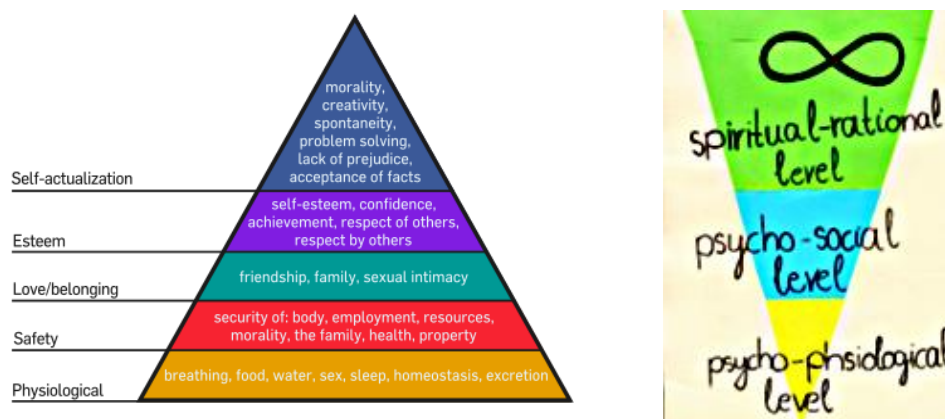 morality,
creativity,
spontaneity,
problem solving,
lack of prejudice,
acceptance of facts
Self-actualization
self-esteem, confidence,
achievement, respect of others,
respect by others
Esteem
friendship, family, sexual intimacy
Love/belonging
security of: body, employment, resources,
morality, the family, health, property
Safety
breathing, food, water, sex, sleep, homeostasis, excretion
Physiological
∞
spiritual-rational
level
psycho-social
level
psycho-phsiological
level